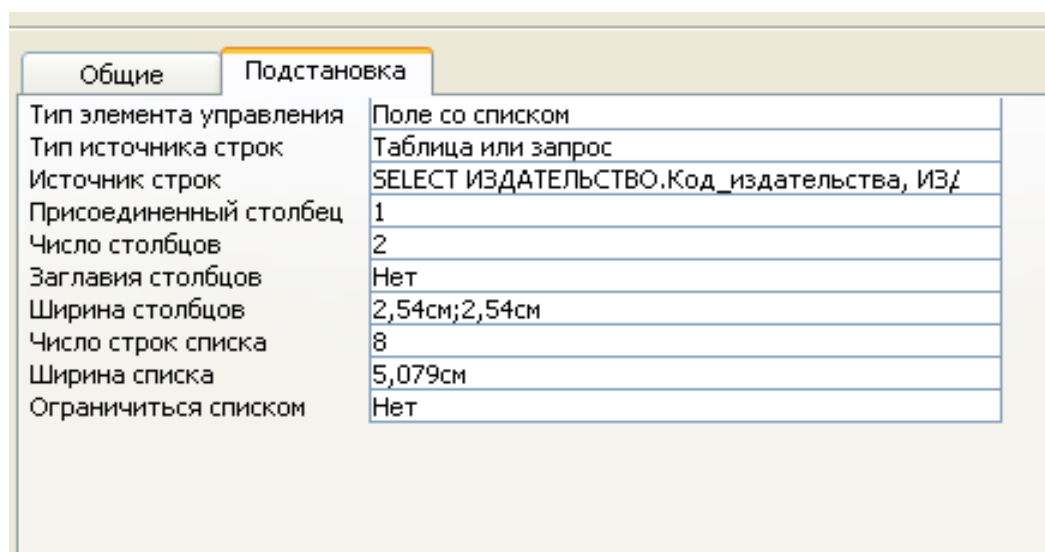 Общие Подстановка
Тип элемента управления Поле со списком
Тип источника строк Таблица или запрос
Источник строк SELECT ИЗДАТЕЛЬСТВО.Код_издательства, ИЗД
Присоединенный столбец 1
Число столбцов 2
Заглавия столбцов Нет
Ширина столбцов 2,54см;2,54см
Число строк списка 8
Ширина списка 5,079см
Ограничиться списком Нет